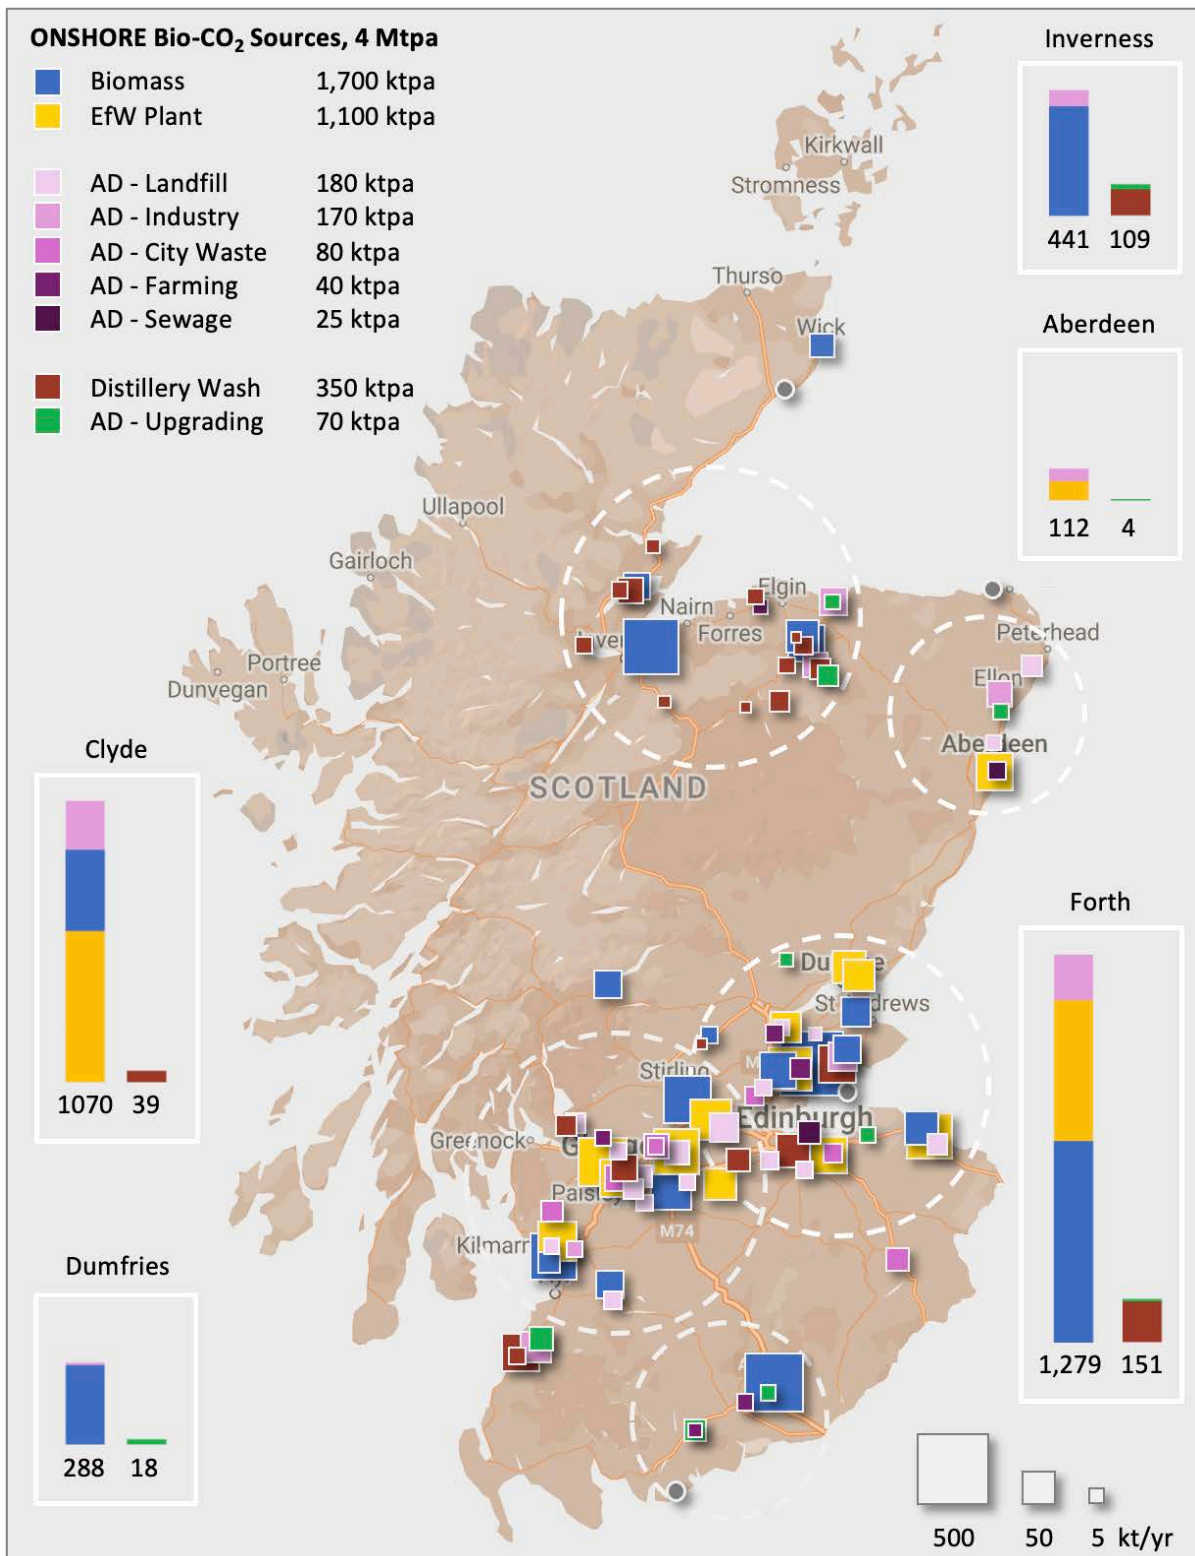 ONSHORE Bio-CO₂ Sources, 4 Mtpa
Biomass 1,700 ktpa
EfW Plant 1,100 ktpa
AD - Landfill 180 ktpa
AD - Industry 170 ktpa
AD - City Waste 80 ktpa
AD - Farming 40 ktpa
AD - Sewage 25 ktpa
Distillery Wash 350 ktpa
AD - Upgrading 70 ktpa
Inverness
441 109
Aberdeen
112 4
Clyde
1070 39
Forth
1,279 151
Dumfries
288 18
Kirkwall
Stromness
Thurso
Wick
Ullapool
Gairloch
Elgin
Nairn
Forres
Portree
Dunvegan
Peterhead
Ellon
Aberdeen
SCOTLAND
Stirling
Edinburgh
Greenock
Paisley
M74
500 50 5 kt/yr